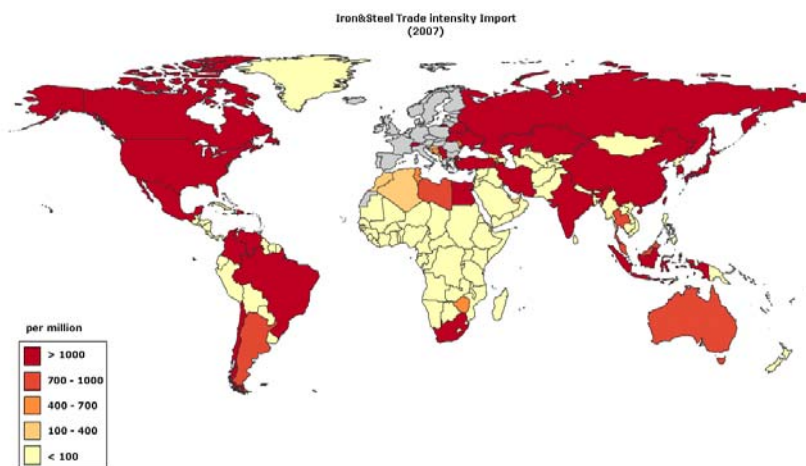 Iron&Steel Trade intensity Import
(2007)
per million
> 1000
700 - 1000
400 - 700
100 - 400
< 100